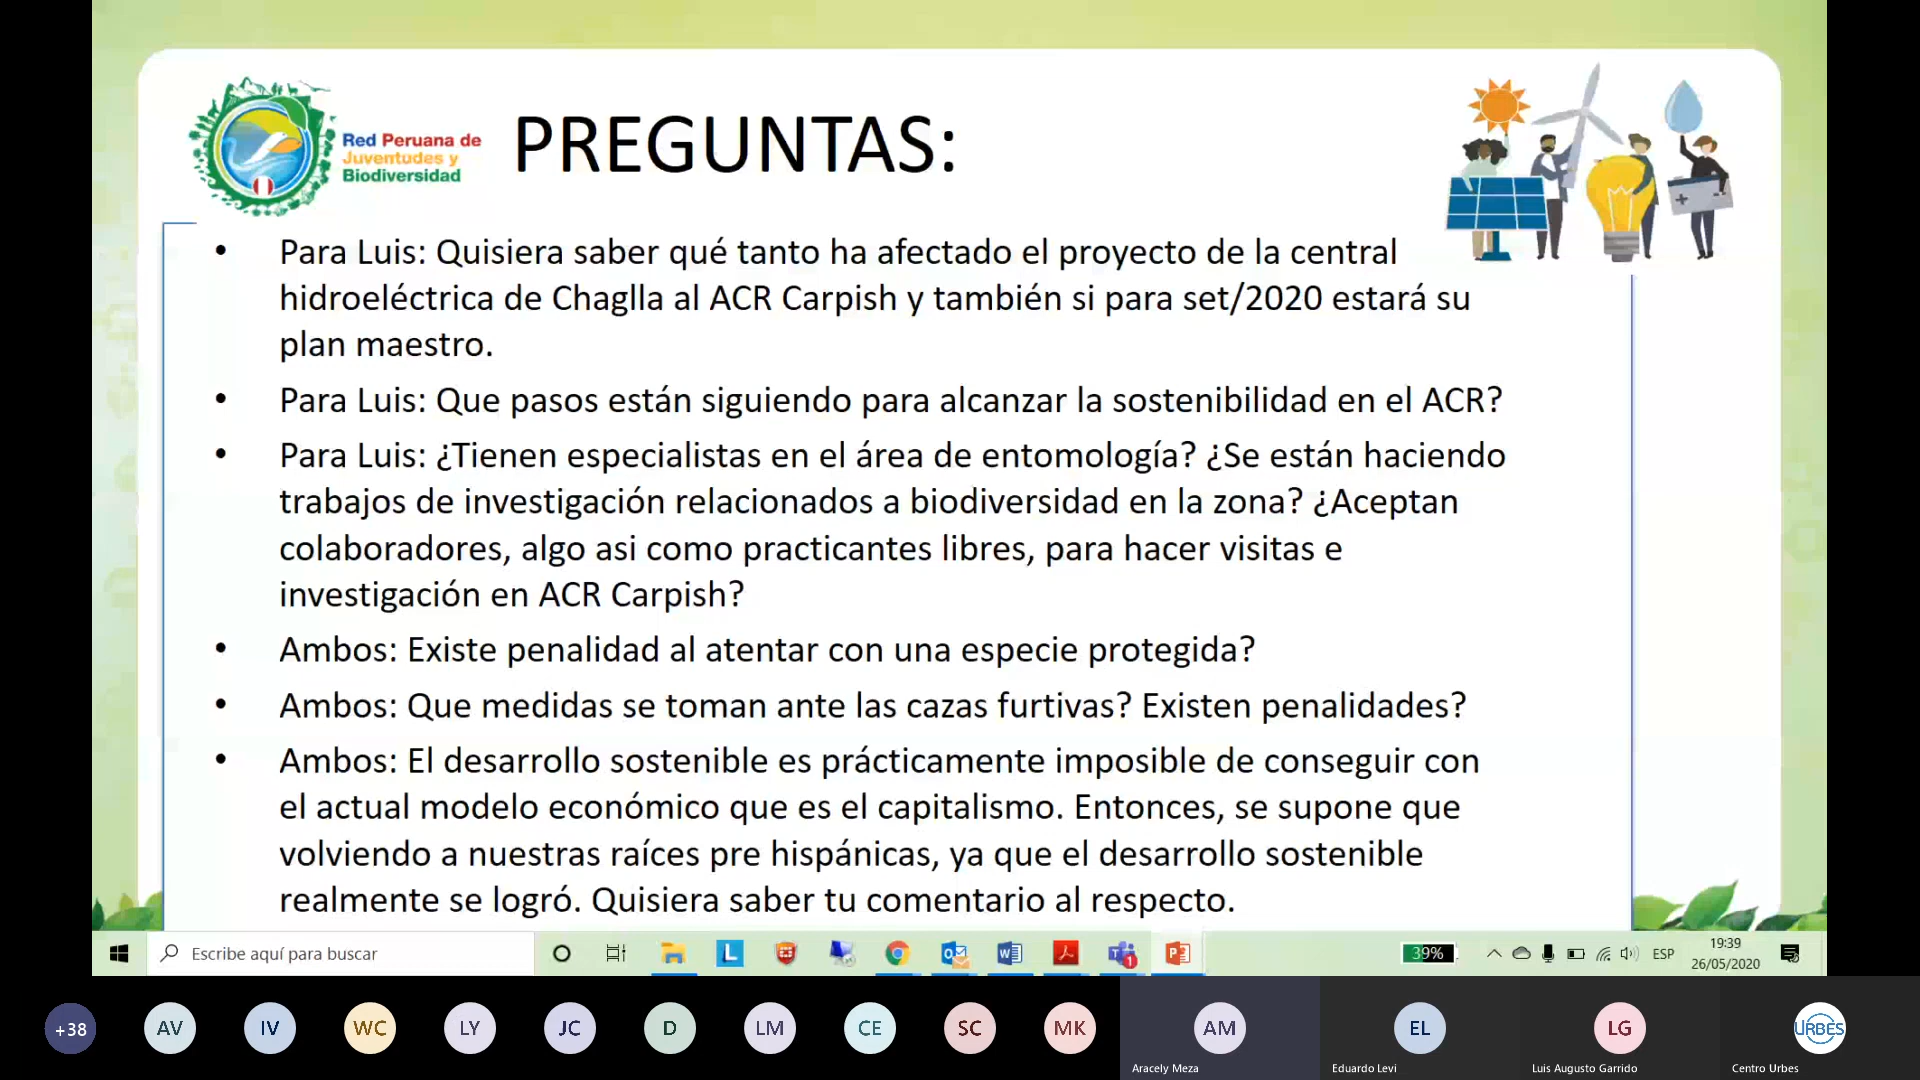 Red Peruana de
Juventudes y
Biodiversidad
PREGUNTAS:
• Para Luis: Quisiera saber qué tanto ha afectado el proyecto de la central
hidroeléctrica de Chaglla al ACR Carpish y también si para set/2020 estará su
plan maestro.
• Para Luis: Que pasos están siguiendo para alcanzar la sostenibilidad en el ACR?
• Para Luis: ¿Tienen especialistas en el área de entomología? ¿Se están haciendo
trabajos de investigación relacionados a biodiversidad en la zona? ¿Aceptan
colaboradores, algo asi como practicantes libres, para hacer visitas e
investigación en ACR Carpish?
• Ambos: Existe penalidad al atentar con una especie protegida?
• Ambos: Que medidas se toman ante las cazas furtivas? Existen penalidades?
• Ambos: El desarrollo sostenible es prácticamente imposible de conseguir con
el actual modelo económico que es el capitalismo. Entonces, se supone que
volviendo a nuestras raíces pre hispánicas, ya que el desarrollo sostenible
realmente se logró. Quisiera saber tu comentario al respecto.
Escribe aquí para buscar
39%
ESP
19:39
26/05/2020
+38
AV
IV
WC
LY
JC
D
LM
CE
SC
MK
AM
EL
LG
URBES
Aracely Meza
Eduardo Levi
Luis Augusto Garrido
Centro Urbes